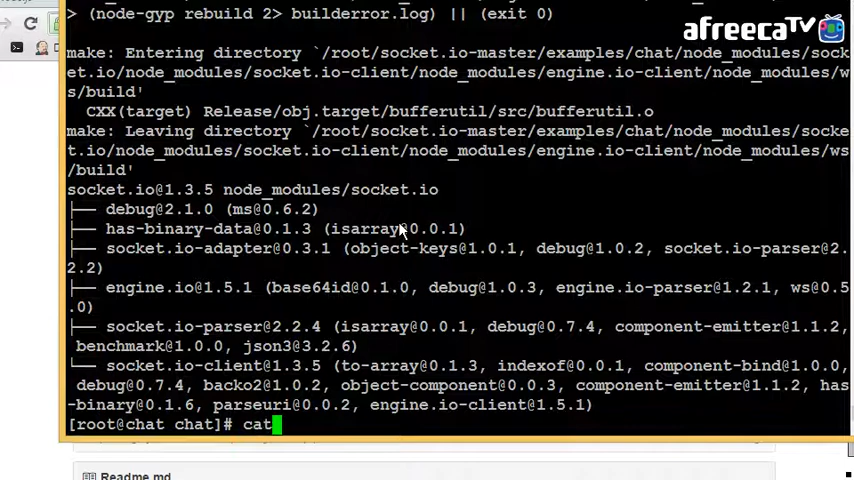 > (node-gyp rebuild 2> builderror.log) || (exit 0)
afreecaTV
make: Entering directory `/root/socket.io-master/examples/chat/node_modules/sock
et.io/node_modules/socket.io-client/node_modules/engine.io-client/node_modules/w
s/build'
CXX(target) Release/obj.target/bufferutil/src/bufferutil.o
make: Leaving directory `/root/socket.io-master/examples/chat/node_modules/socke
t.io/node_modules/socket.io-client/node_modules/engine.io-client/node_modules/ws
/build'
socket.io@1.3.5 node_modules/socket.io
├── debug@2.1.0 (ms@0.6.2)
├── has-binary-data@0.1.3 (isarray@0.0.1)
├── socket.io-adapter@0.3.1 (object-keys@1.0.1, debug@1.0.2, socket.io-parser@2.
2.2)
├── engine.io@1.5.1 (base64id@0.1.0, debug@1.0.3, engine.io-parser@1.2.1, ws@0.5
.0)
├── socket.io-parser@2.2.4 (isarray@0.0.1, debug@0.7.4, component-emitter@1.1.2,
benchmark@1.0.0, json3@3.2.6)
└── socket.io-client@1.3.5 (to-array@0.1.3, indexof@0.0.1, component-bind@1.0.0,
debug@0.7.4, backo2@1.0.2, object-component@0.0.3, component-emitter@1.1.2, has
-binary@0.1.6, parseuri@0.0.2, engine.io-client@1.5.1)
[root@chat chat]# cat
Readme.md